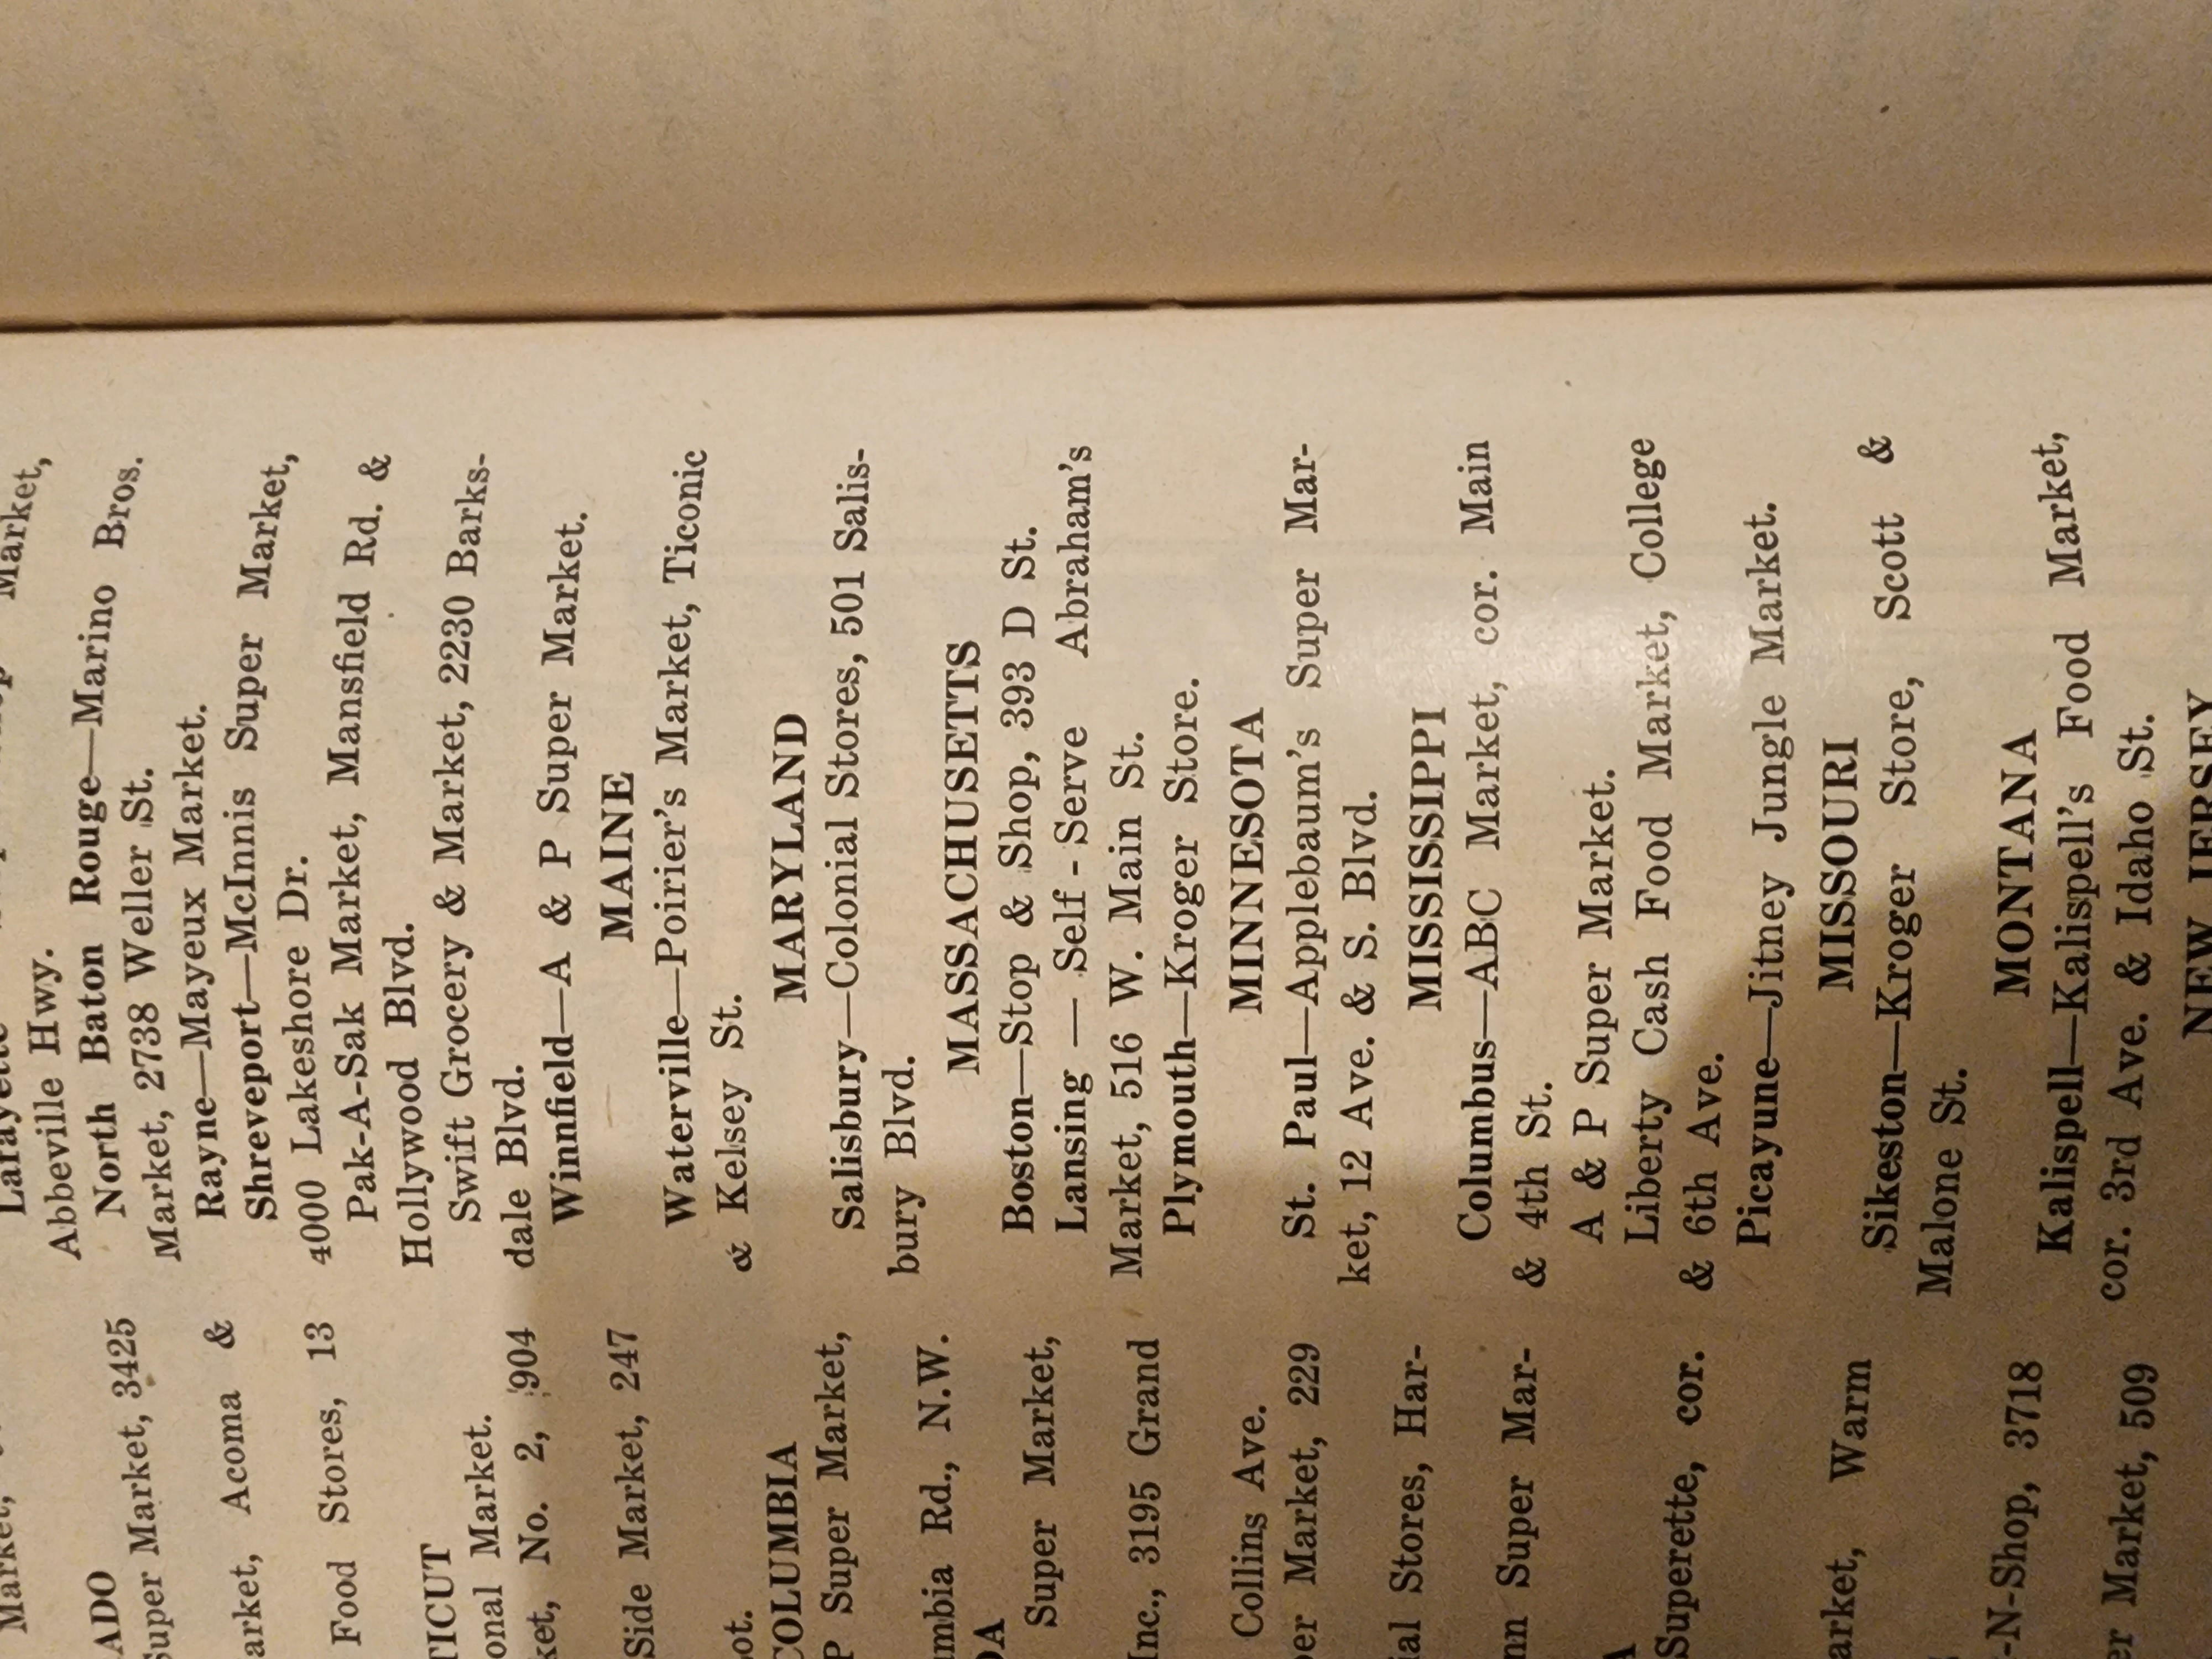 Market, 3425
ADO
Super Market, 3425
arket, Acoma &
Food Stores, 13
TICUT
onal Market.
ket, No. 2, 904
Side Market, 247
COLUMBIA
P Super Market,
mbia Rd., N.W.
Super Market,
Inc., 3195 Grand
Collins Ave.
er Market, 229
ial Stores, Har-
nn Super Mar-
Superette, cor.
arket, Warm
-N-Shop, 3718
er Market, 509
Lafayette
Market,
Abbeville Hwy.
North Baton Rouge—Marino Bros.
Market, 2738 Weller St.
Rayne—Mayeux Market.
Shreveport—McInnis Super Market,
4000 Lakeshore Dr.
Pak-A-Sak Market, Mansfield Rd. &
Hollywood Blvd.
Swift Grocery & Market, 2230 Barks-
dale Blvd.
Winnfield—A & P Super Market.
MAINE
Waterville—Poirier's Market, Ticonic
& Kelsey St.
MARYLAND
Salisbury—Colonial Stores, 501 Salis-
bury Blvd.
MASSACHUSETTS
Boston—Stop & Shop, 393 D St.
Lansing — Self-Serve Abraham's
Market, 516 W. Main St.
Plymouth—Kroger Store.
MINNESOTA
St. Paul—Applebaum's Super Mar-
ket, 12 Ave. & S. Blvd.
MISSISSIPPI
Columbus—ABC Market, cor. Main
& 4th St.
A & P Super Market.
Liberty Cash Food Market, College
& 6th Ave.
Picayune—Jitney Jungle Market.
MISSOURI
Sikeston—Kroger Store, Scott &
Malone St.
MONTANA
Kalispell—Kalispell's Food Market,
cor. 3rd Ave. & Idaho St.
NEW JERSEY